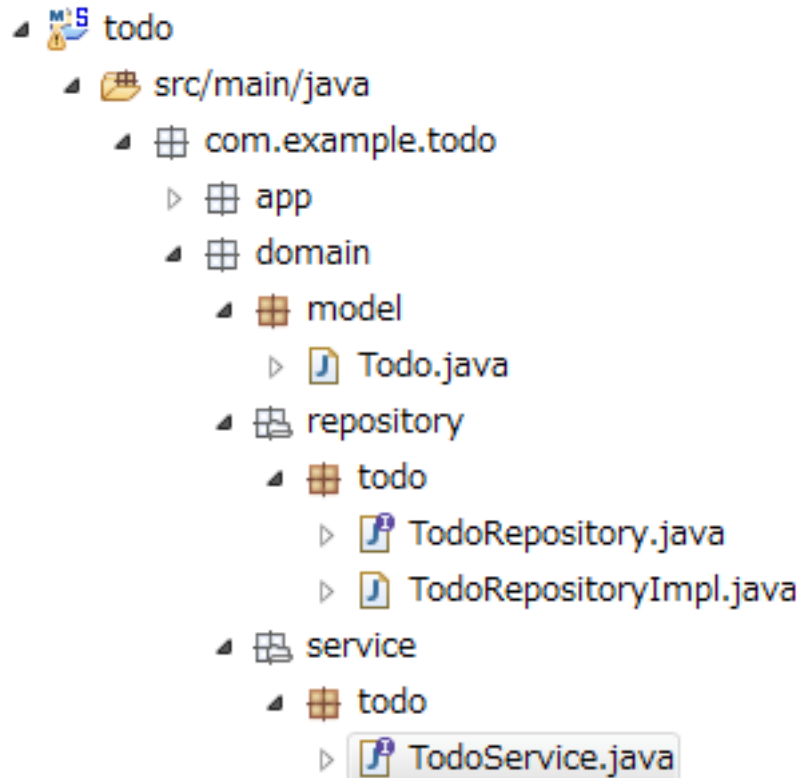 todo
src/main/java
com.example.todo
app
domain
model
Todo.java
repository
todo
TodoRepository.java
TodoRepositoryImpl.java
service
todo
TodoService.java